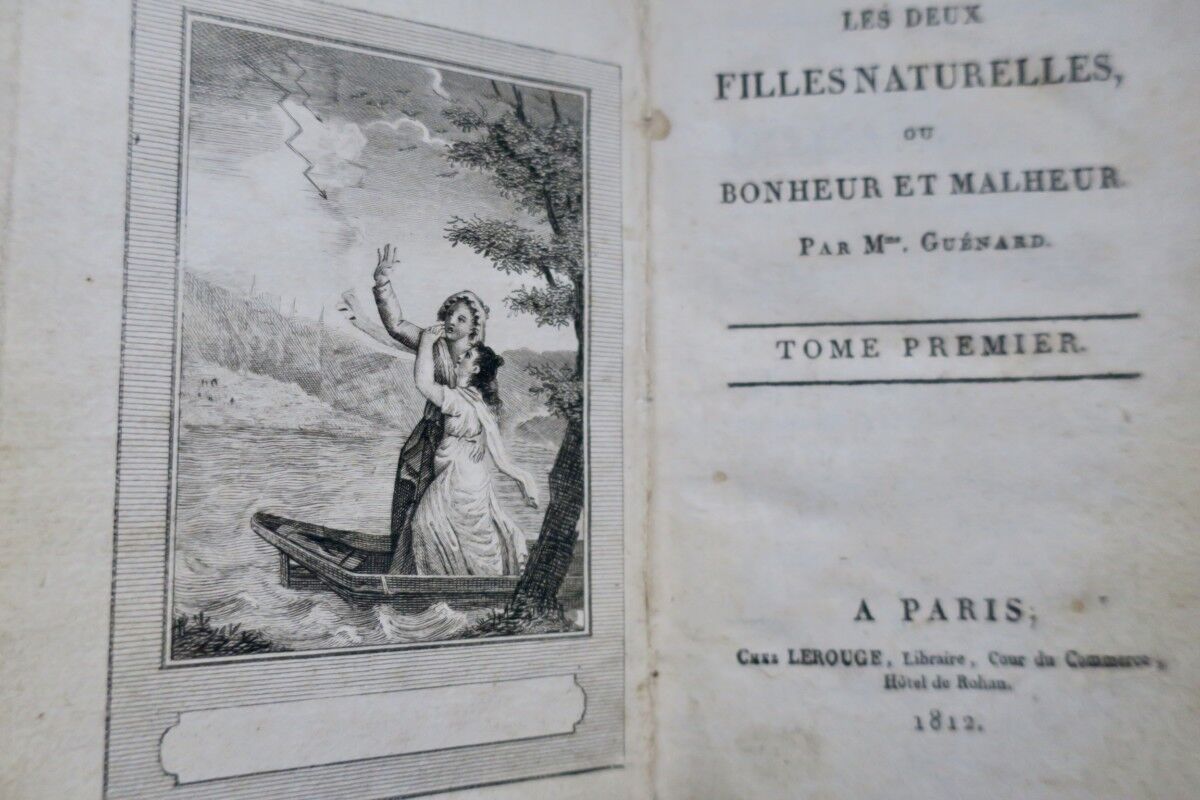 LES DEUX
FILLES NATURELLES,
OU
BONHEUR ET MALHEUR.
PAR Mme. GUÉNARD.
TOME PREMIER.
A PARIS,
CHEZ LEROUGE, Libraire, Cour du Commerce,
Hôtel de Rohan.
1812.